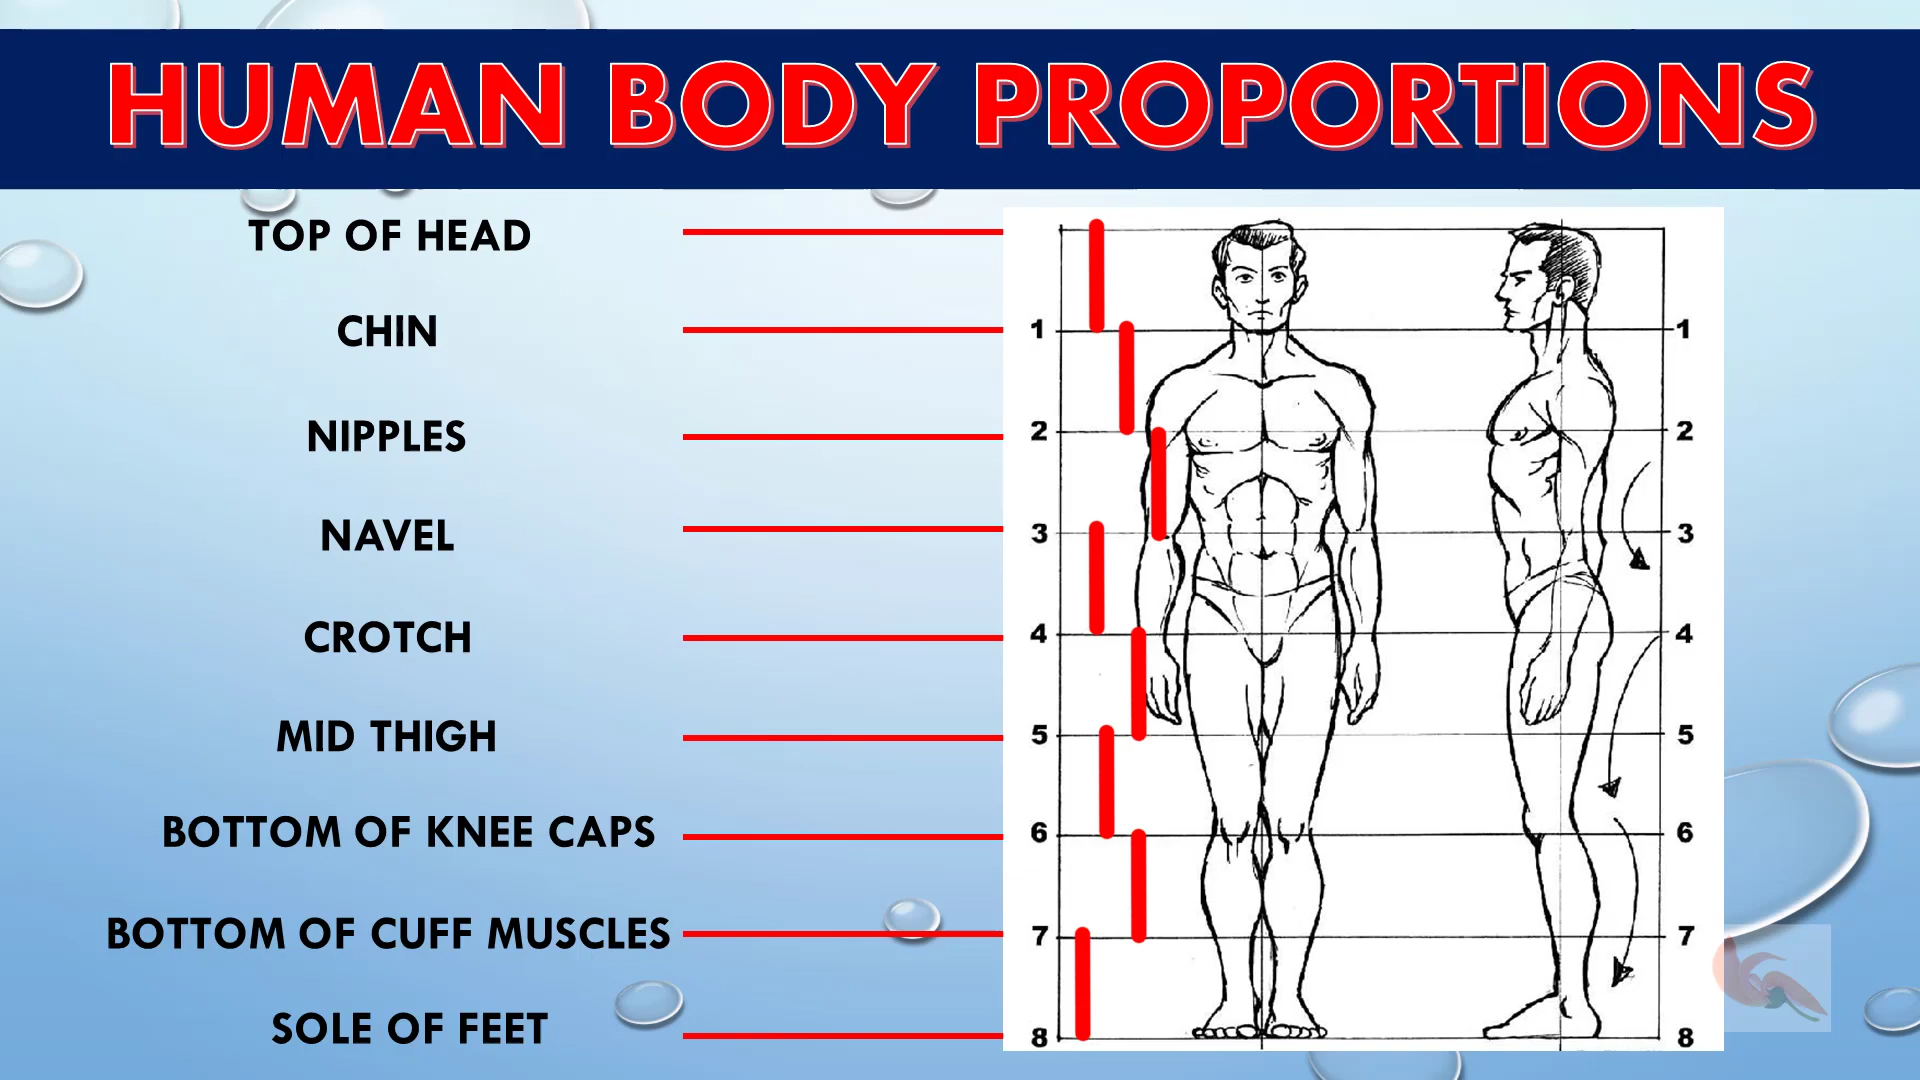 HUMAN BODY PROPORTIONS
TOP OF HEAD
CHIN
NIPPLES
NAVEL
CROTCH
MID THIGH
BOTTOM OF KNEE CAPS
BOTTOM OF CUFF MUSCLES
SOLE OF FEET
1 1
2 2
3 3
4 4
5 5
6 6
7 7
8 8